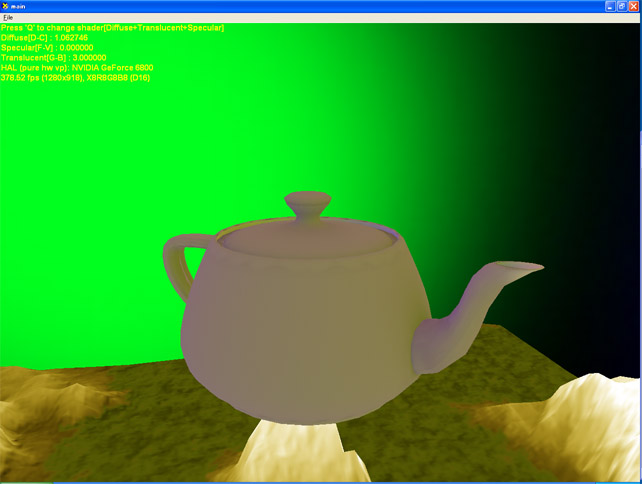 main
File
Press 'Q' to change shader[Diffuse+Translucent+Specular]
Diffuse[D-C] : 1.062746
Specular[F-V] : 0.000000
Translucent[G-B] : 3.000000
HAL (pure hw vp): NVIDIA GeForce 6800
376.52 fps (1280x918), X8R8G8B8 (D15)